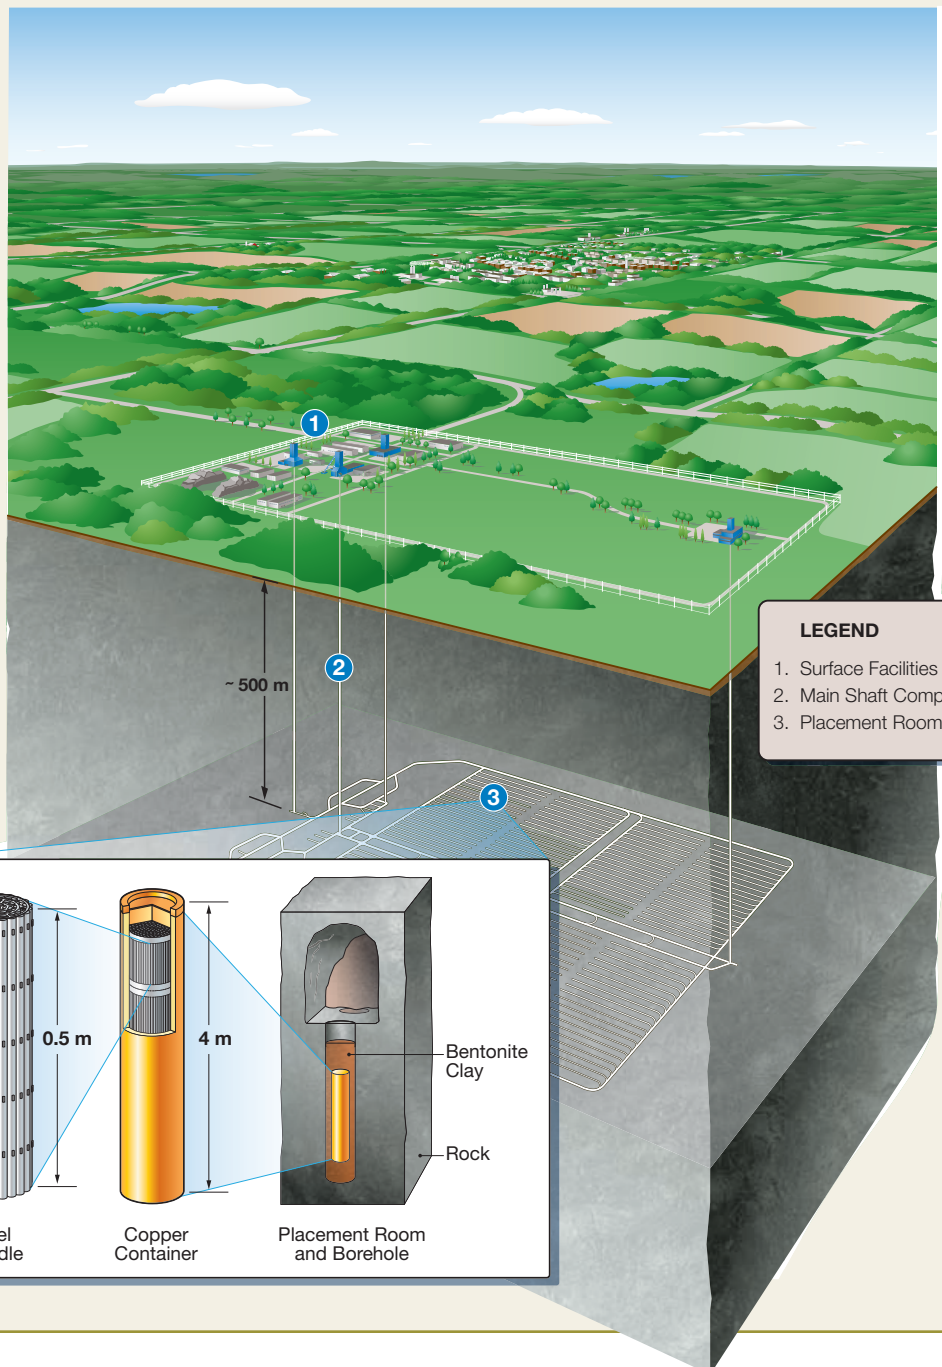 1
2
~ 500 m
LEGEND
1. Surface Facilities
2. Main Shaft Comp
3. Placement Room
3
0.5 m
4 m
Bentonite
Clay
Rock
el
dle
Copper
Container
Placement Room
and Borehole